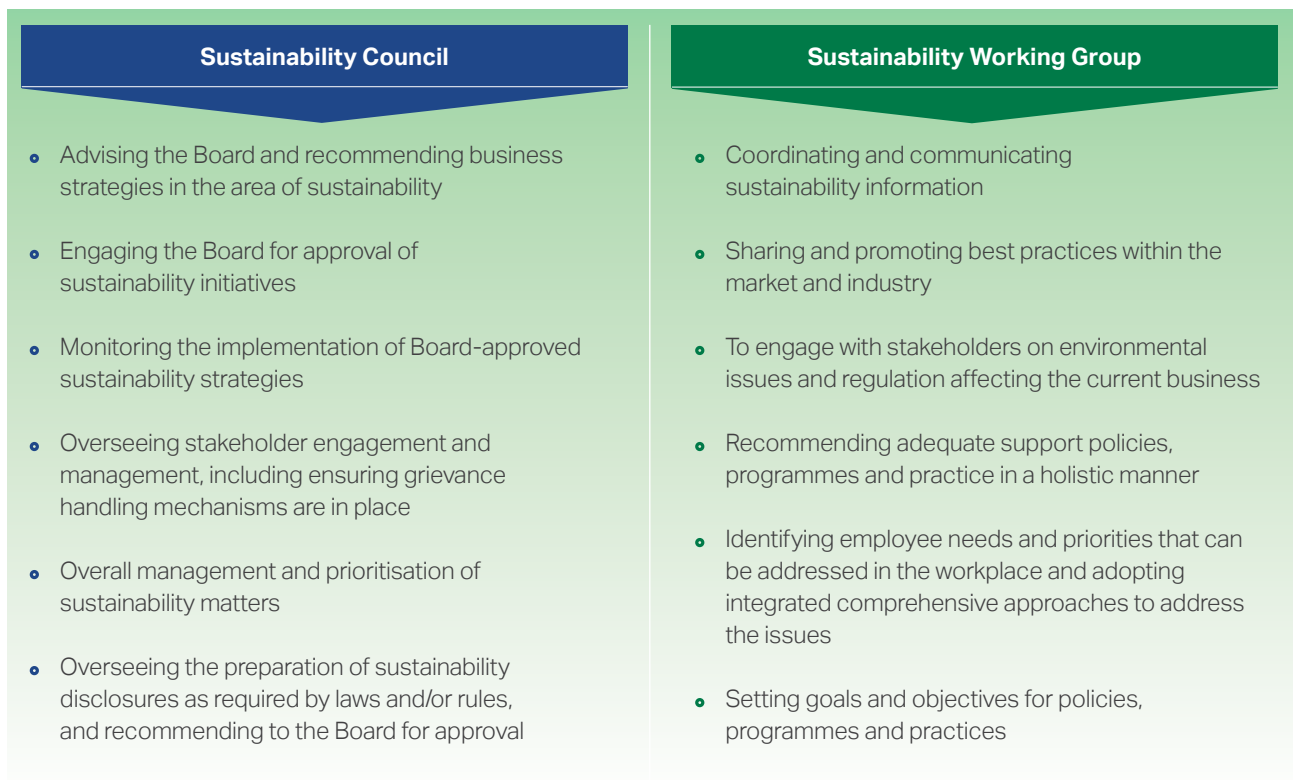 Sustainability Council
Advising the Board and recommending business
strategies in the area of sustainability
Engaging the Board for approval of
sustainability initiatives
Monitoring the implementation of Board-approved
sustainability strategies
Overseeing stakeholder engagement and
management, including ensuring grievance
handling mechanisms are in place
Overall management and prioritisation of
sustainability matters
Overseeing the preparation of sustainability
disclosures as required by laws and/or rules,
and recommending to the Board for approval
Sustainability Working Group
Coordinating and communicating
sustainability information
Sharing and promoting best practices within the
market and industry
To engage with stakeholders on environmental
issues and regulation affecting the current business
Recommending adequate support policies,
programmes and practice in a holistic manner
Identifying employee needs and priorities that can
be addressed in the workplace and adopting
integrated comprehensive approaches to address
the issues
Setting goals and objectives for policies,
programmes and practices